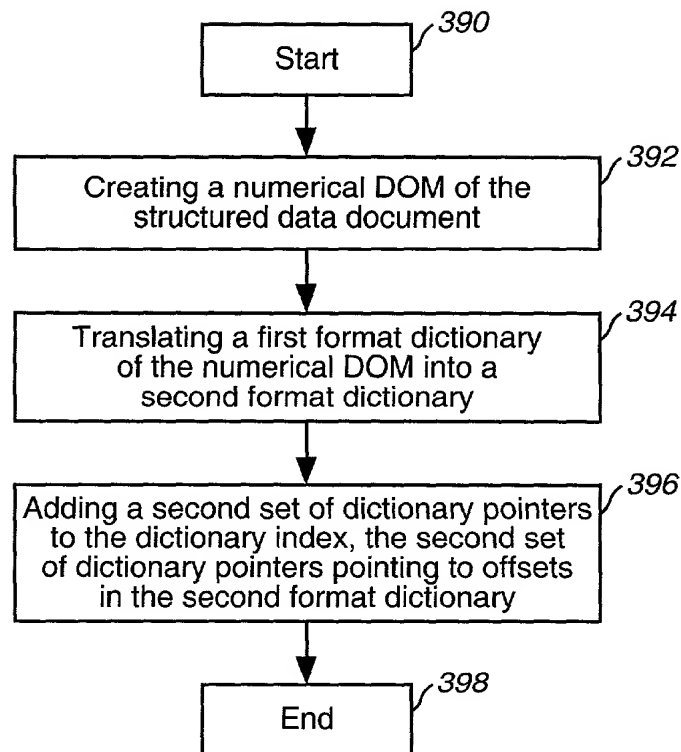 390
Start
392
Creating a numerical DOM of the
structured data document
394
Translating a first format dictionary
of the numerical DOM into a
second format dictionary
396
Adding a second set of dictionary pointers
to the dictionary index, the second set
of dictionary pointers pointing to offsets
in the second format dictionary
398
End